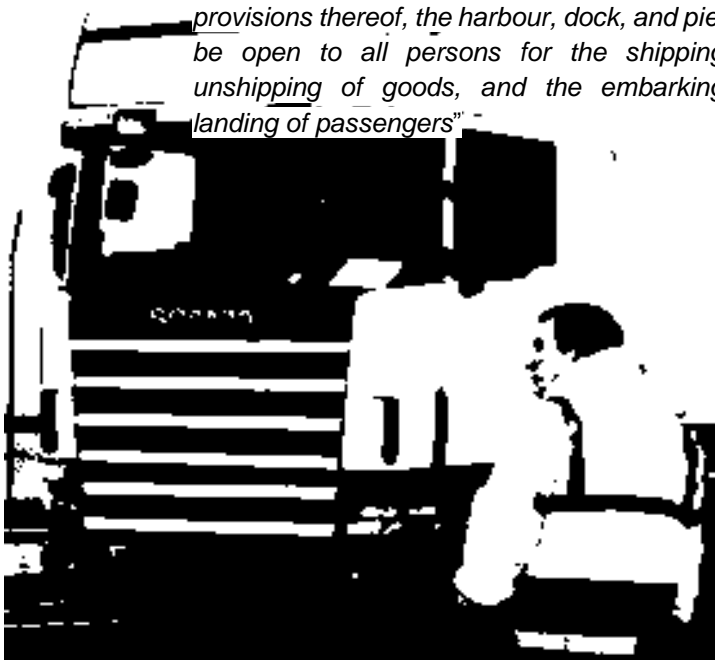 provisions thereof, the harbour, dock, and pie
be open to all persons for the shipping
unshipping of goods, and the embarking
landing of passengers”